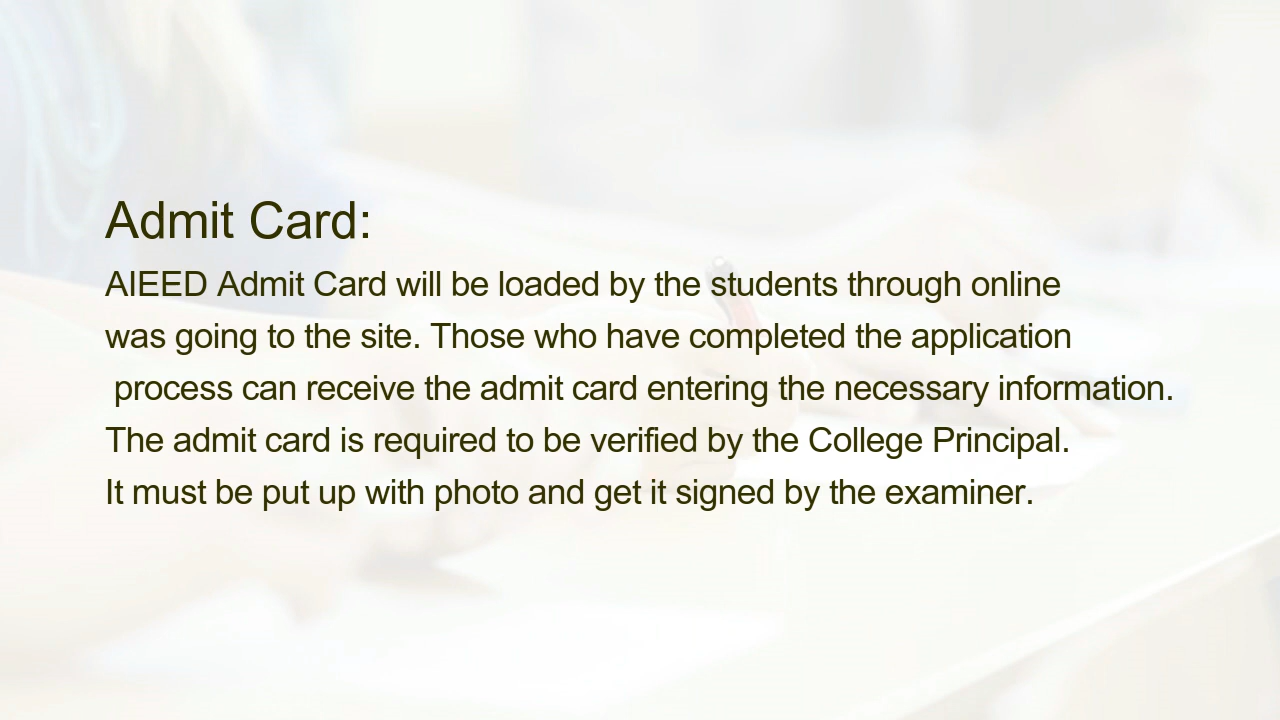 Admit Card:
AIEED Admit Card will be loaded by the students through online
was going to the site. Those who have completed the application
process can receive the admit card entering the necessary information.
The admit card is required to be verified by the College Principal.
It must be put up with photo and get it signed by the examiner.